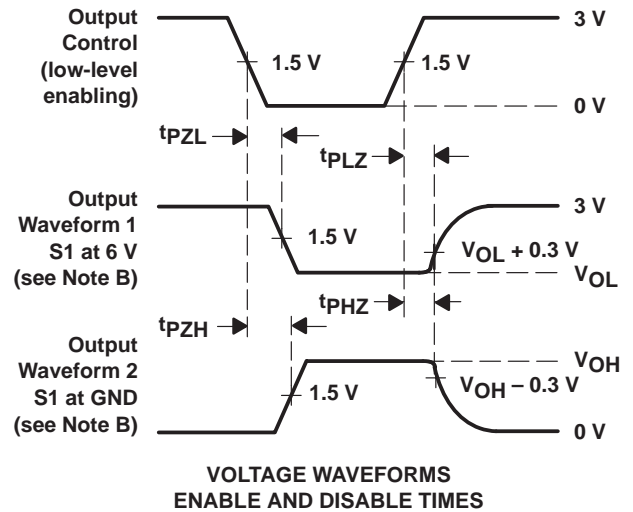 Output
Control
(low-level
enabling)
1.5 V
1.5 V
3 V
0 V
tPZL
tPLZ
Output
Waveform 1
S1 at 6 V
(see Note B)
1.5 V
3 V
VOL + 0.3 V
VOL
tPZH
tPHZ
Output
Waveform 2
S1 at GND
(see Note B)
1.5 V
VOH
VOH – 0.3 V
0 V
VOLTAGE WAVEFORMS
ENABLE AND DISABLE TIMES